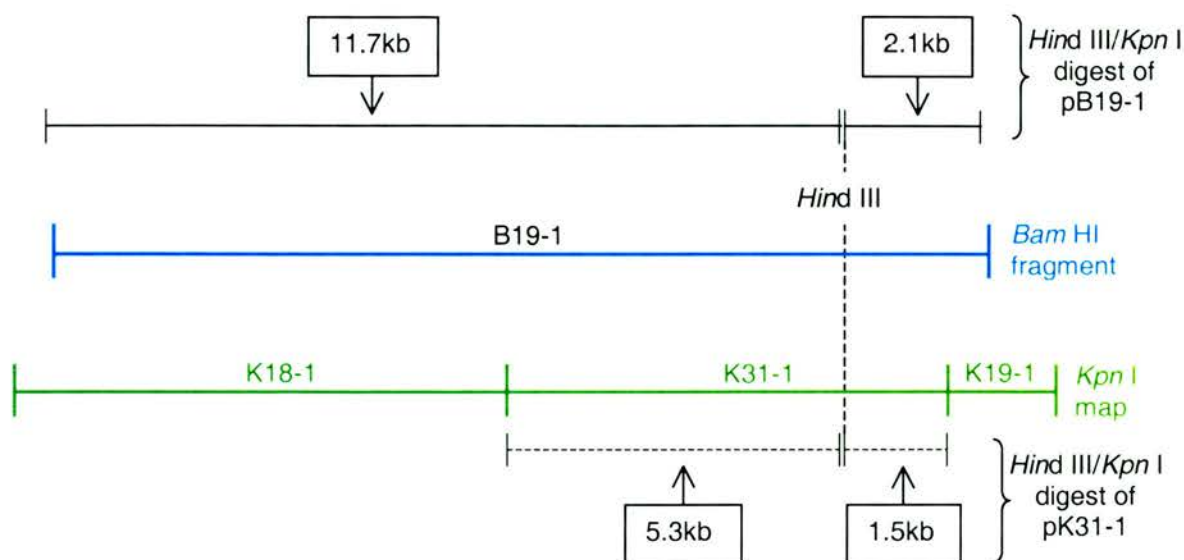 11.7kb
2.1kb
Hind III/Kpn I
digest of
pB19-1
Hind III
B19-1
Bam HI
fragment
K18-1
K31-1
K19-1
Kpn I
map
5.3kb
1.5kb
Hind III/Kpn I
digest of
pK31-1